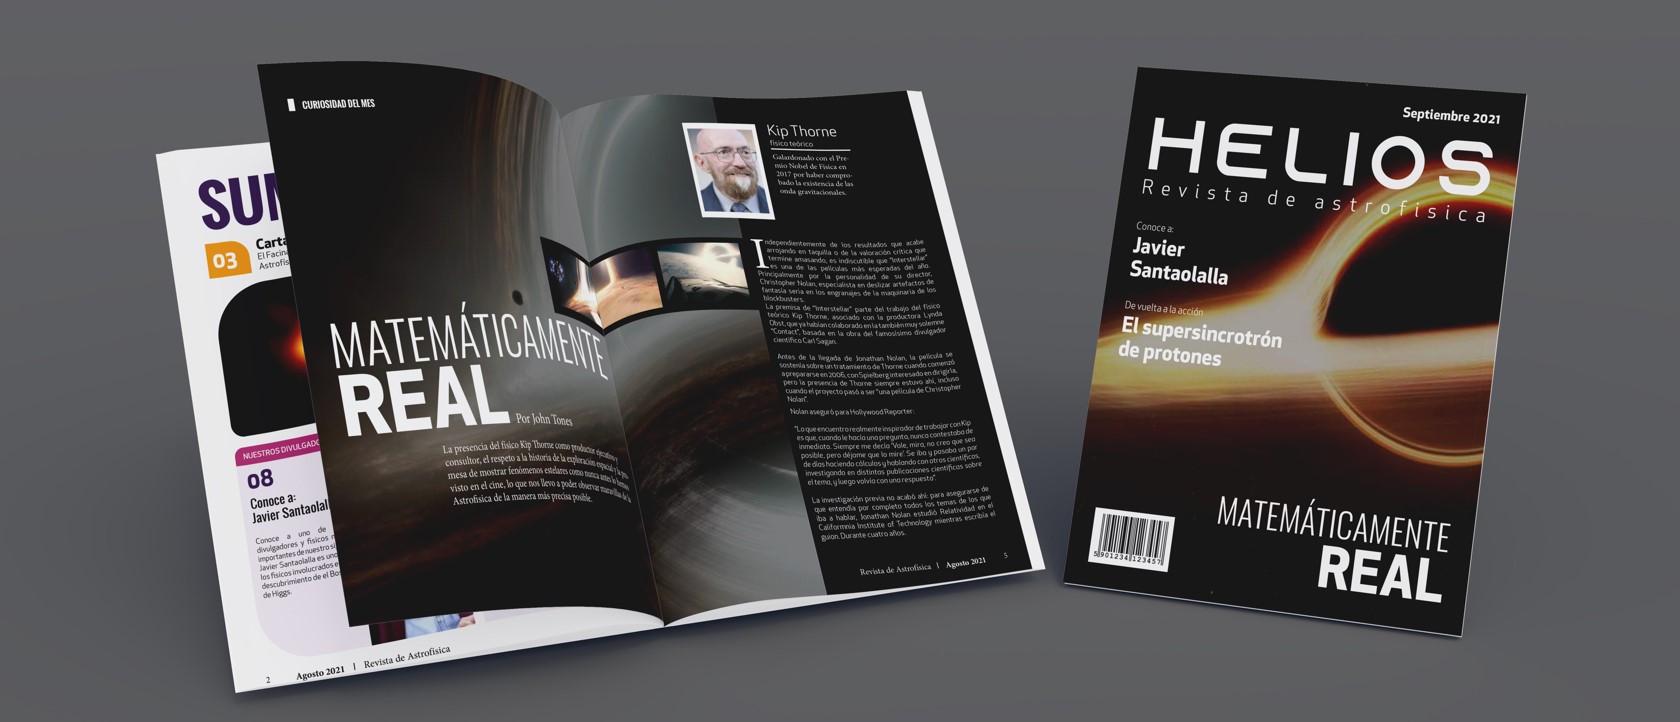 SUM
03
Carta
El Facin
Astrofís
NUESTROS DIVULGADO
08
Conoce a:
Javier Santaolal
Conoce a uno de
divulgadores y físicos
importantes de nuestro si
Javier Santaolalla es uno
los físicos involucrados e
descubrimiento de el Bos
de Higgs.
2 Agosto 2021 | Revista de Astrofísica
CURIOSIDAD DEL MES
MATEMÁTICAMENTE
REAL Por John Tones
La presencia del físico Kip Thorne como productor ejecutivo y
consultor, el respeto a la historia de la exploración espacial y la pro
mesa de mostrar fenómenos estelares como nunca antes lo hemos
visto en el cine, lo que nos llevo a poder observar maravillas de la
Astrofísica de la manera más precisa posible.
Kip Thorne
físico teórico
Galardonado con el Pre-
mio Nobel de Física en
2017 por haber compro-
bado la existencia de las
onda gravitacionales.
Independientemente de los resultados que acabe
arrojando en taquilla o de la valoración crítica que
termine amasando, es indiscutible que "Interstellar"
es una de las películas más esperadas del año.
Principalmente por la personalidad de su director,
Christopher Nolan, especialista en deslizar artefactos de
fantasía seria en los engranajes de la maquinaria de los
blockbusters.
La premisa de "Interstellar" parte del trabajo del físico
teórico Kip Thorne, asociado con la productora Lynda
Obst, que ya habían colaborado en la también muy solemne
"Contact", basada en la obra del famosísimo divulgador
científico Carl Sagan.
Antes de la llegada de Jonathan Nolan, la película se
sostenía sobre un tratamiento de Thorne cuando comenzó
a prepararse en 2006, con Spielberg interesado en dirigirla,
pero la presencia de Thorne siempre estuvo ahí, incluso
cuando el proyecto pasó a ser "una película de Christopher
Nolan".
Nolan aseguró para Hollywood Reporter:
"Lo que encuentro realmente inspirador de trabajar con Kip
es que, cuando le hacía una pregunta, nunca contestaba de
inmediato. Siempre me decía 'Vale, mira, no creo que sea
posible, pero déjame que lo mire'. Se iba y pasaba un par
de días haciendo cálculos y hablando con otros científicos,
investigando en distintas publicaciones científicas sobre
el tema, y luego volvía con una respuesta".
La investigación previa no acabó ahí: para asegurarse de
que entendía por completo todos los temas de los que
iba a hablar, Jonathan Nolan estudió Relatividad en el
Californnia Institute of Technology mientras escribía el
guion. Durante cuatro años.
Revista de Astrofísica | Agosto 2021 5
Septiembre 2021
HELIOS
Revista de astrofísica
Conoce a:
Javier
Santaolalla
De vuelta a la acción
El supersincrotrón
de protones
MATEMÁTICAMENTE
REAL
5 901234 123457